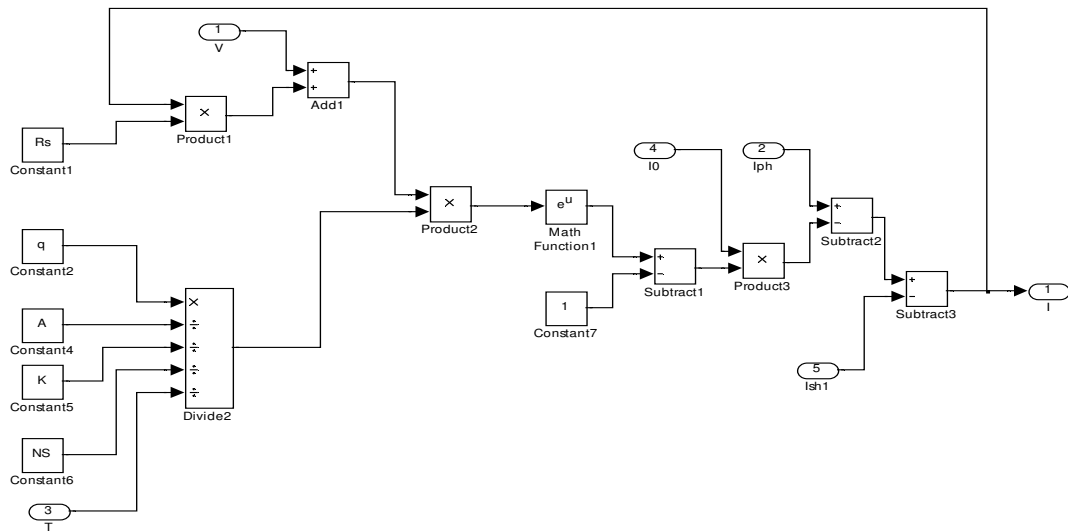 1
V
+
+
Add1
×
Product1
Rs
Constant1
4
I0
2
Iph
×
Product2
e^u
Math
Function1
+
−
Subtract2
q
Constant2
+
−
Subtract1
×
Product3
+
−
Subtract3
1
I
1
Constant7
A
Constant4
K
Constant5
×
÷
÷
÷
÷
Divide2
5
Ish1
NS
Constant6
3
T